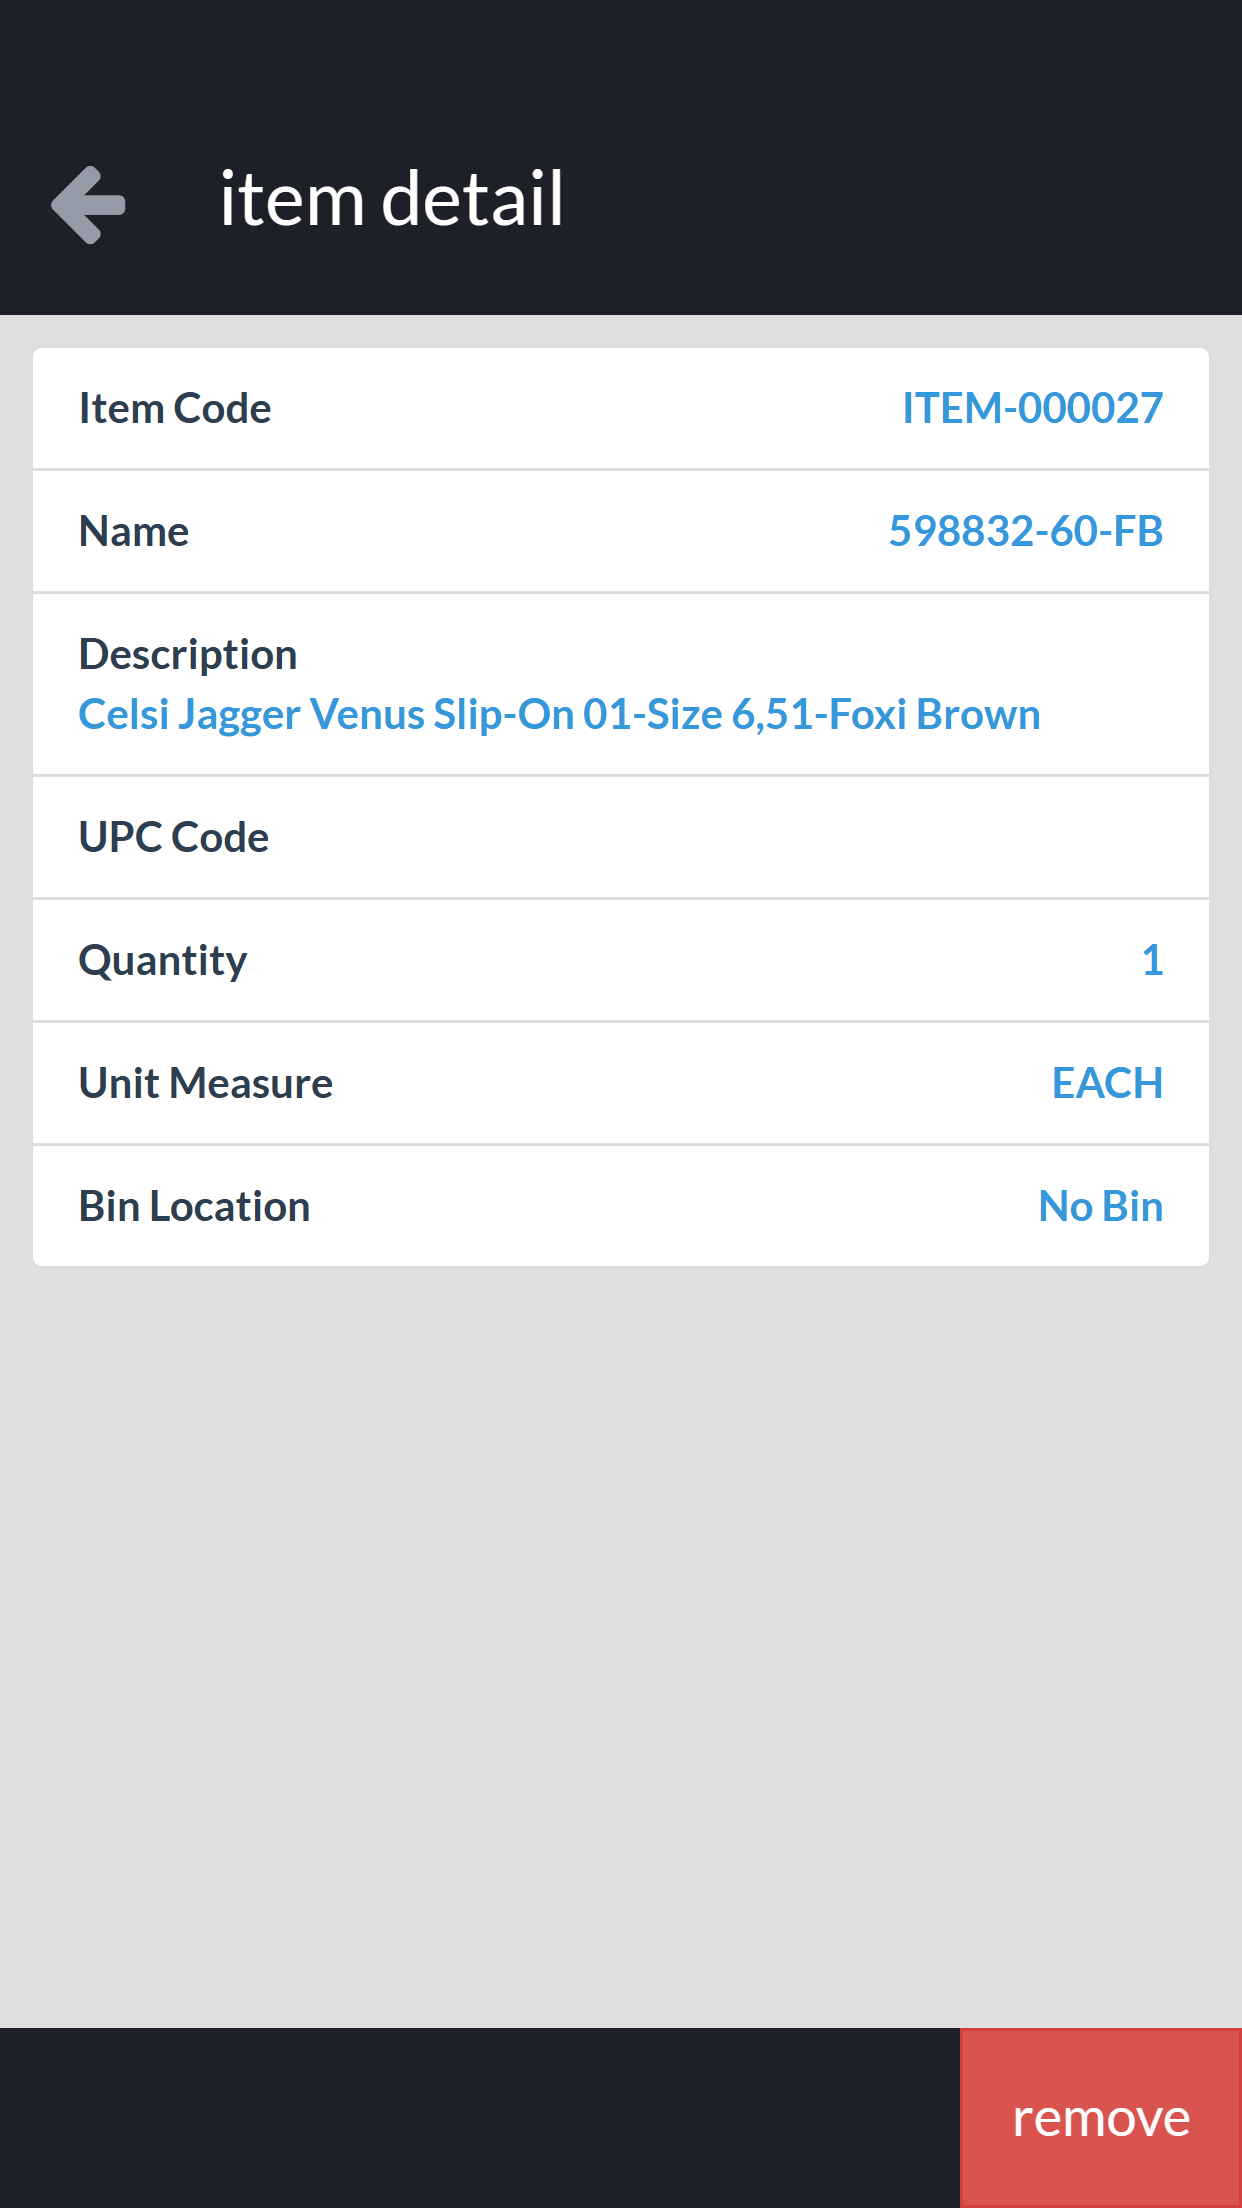 item detail
Item Code ITEM-000027
Name 598832-60-FB
Description
Celsi Jagger Venus Slip-On 01-Size 6,51-Foxi Brown
UPC Code
Quantity 1
Unit Measure EACH
Bin Location No Bin
remove